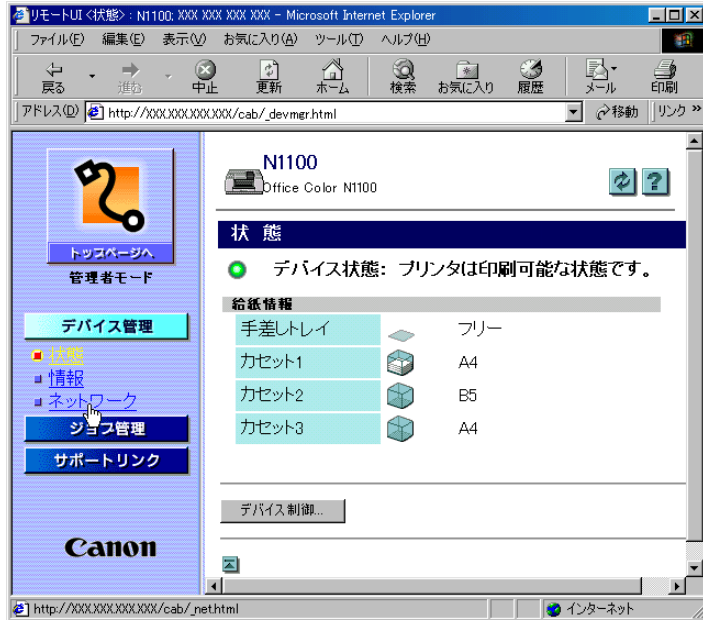 リモートUI <状態> : N1100: XXX XXX XXX XXX - Microsoft Internet Explorer
ファイル(F) 編集(E) 表示(V) お気に入り(A) ツール(T) ヘルプ(H)
戻る 進む 中止 更新 ホーム 検索 お気に入り 履歴 メール 印刷
アドレス(D) http://XXX.XXX.XXX.XXX/cab/_devmgr.html 移動 リンク »
N1100
Office Color N1100
トップページへ
管理者モード
状 態
デバイス状態: プリンタは印刷可能な状態です。
給紙情報
手差しトレイ フリー
カセット1 A4
カセット2 B5
カセット3 A4
デバイス管理
状態
情報
ネットワーク
ジョブ管理
サポートリンク
デバイス制御...
Canon
http://XXX.XXX.XXX.XXX/cab/_net.html インターネット